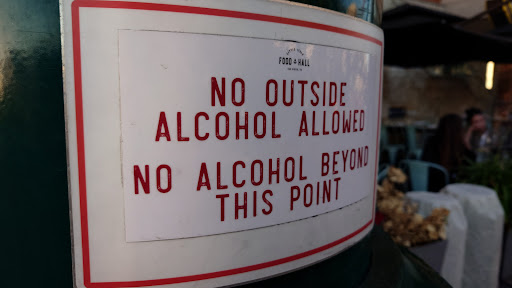 FOOD & HALL
NO OUTSIDE
ALCOHOL ALLOWED
NO ALCOHOL BEYOND
THIS POINT